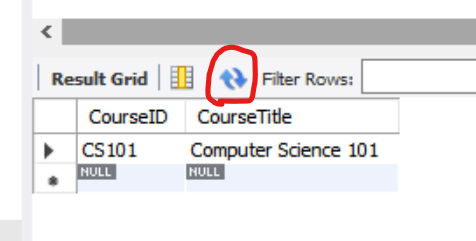 Result Grid Filter Rows:
CourseID CourseTitle
CS101 Computer Science 101
NULL NULL